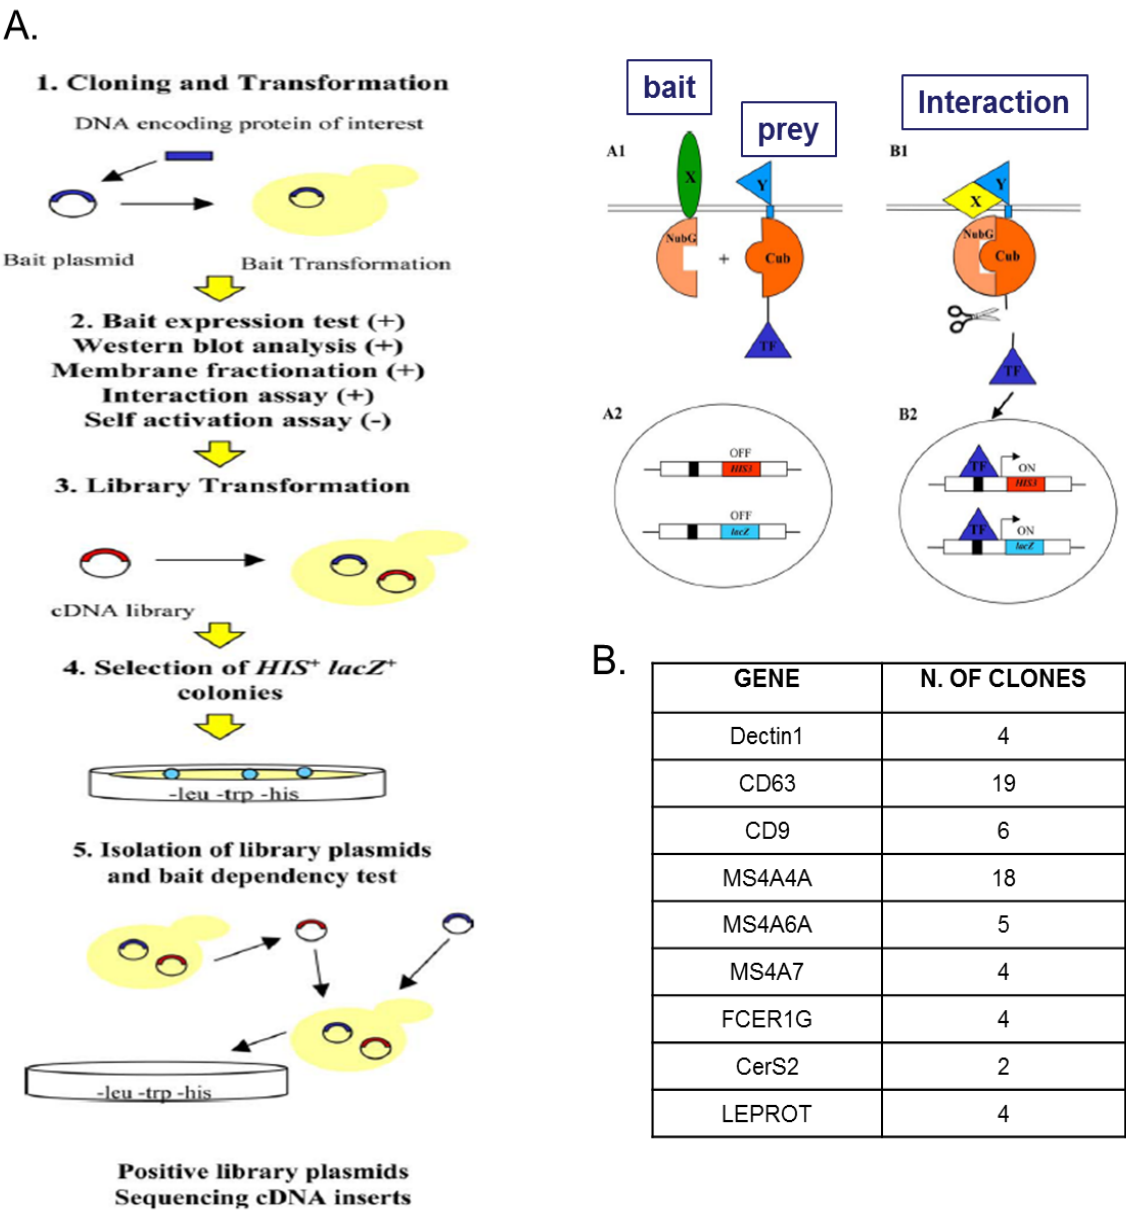 A.
1. Cloning and Transformation
DNA encoding protein of interest
Bait plasmid
Bait Transformation
2. Bait expression test (+)
Western blot analysis (+)
Membrane fractionation (+)
Interaction assay (+)
Self activation assay (-)
3. Library Transformation
cDNA library
4. Selection of HIS+ lacZ+
colonies
-leu -trp -his
5. Isolation of library plasmids
and bait dependency test
-leu -trp -his
Positive library plasmids
Sequencing cDNA inserts
bait
prey
Interaction
A1
X
Y
NubG
+
Cub
TF
B1
Y
X
NubG
Cub
TF
A2
OFF
HIS3
OFF
lacZ
B2
TF
ON
HIS3
TF
ON
lacZ
B.
GENE N. OF CLONES
Dectin1 4
CD63 19
CD9 6
MS4A4A 18
MS4A6A 5
MS4A7 4
FCER1G 4
CerS2 2
LEPROT 4